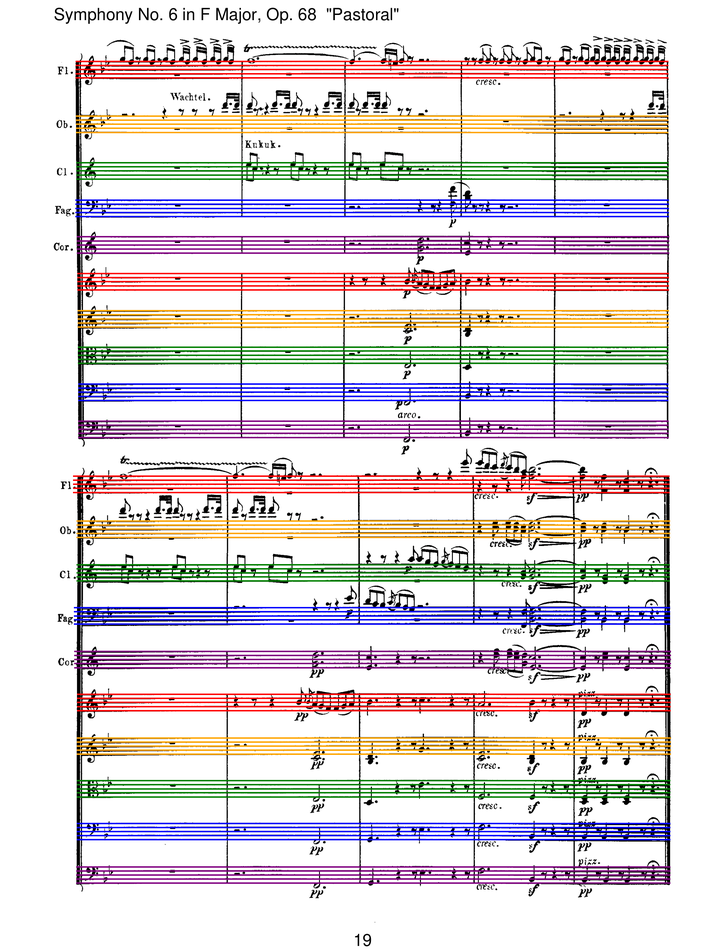 Symphony No. 6 in F Major, Op. 68 "Pastoral"
Fl.
cresc.
Wachtel.
Ob.
Kukuk.
Cl.
Fag.
p
Cor.
p
p
p
p
p
arco.
p
Fl
cresc. sf pp
Ob.
cresc. sf pp
p
Cl.
cresc. sf pp
p
Fag
cresc. sf pp
Cor
pp cresc. sf pp
pizz.
pp cresc. sf pp
pizz.
pp cresc. sf pp
pizz.
pp cresc. sf pp
pizz
pp cresc. sf pp
pizz.
pp cresc. sf pp
19